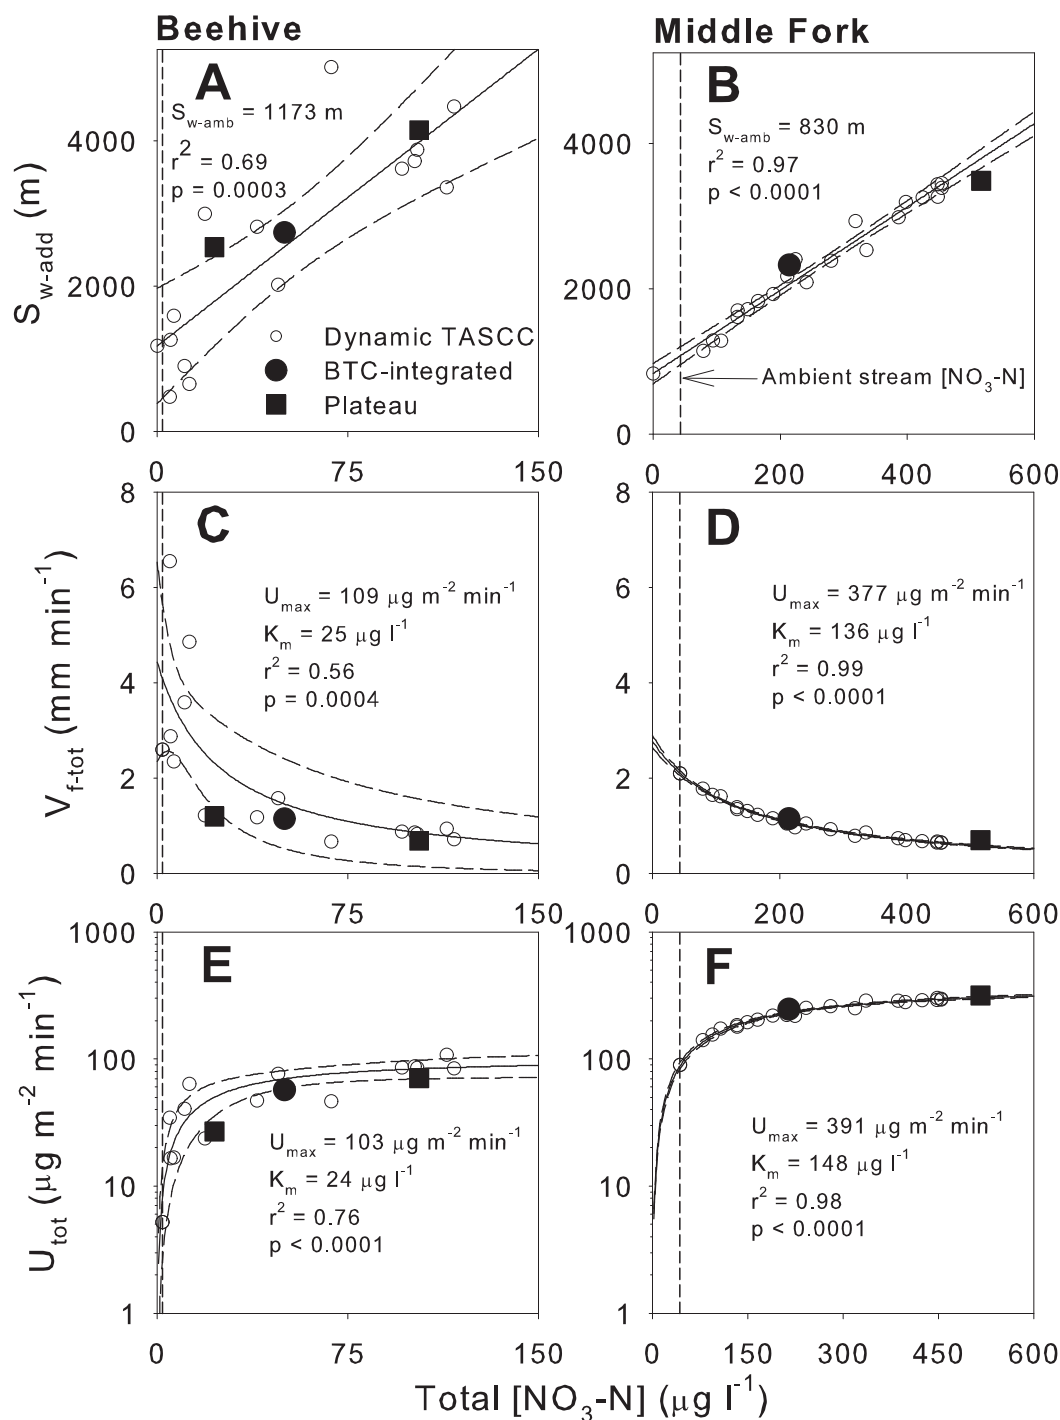 Beehive
Middle Fork
A
S_w-amb = 1173 m
r² = 0.69
p = 0.0003
B
S_w-amb = 830 m
r² = 0.97
p < 0.0001
S_w-add (m)
4000
2000
0
4000
2000
0
Dynamic TASCC
BTC-integrated
Plateau
Ambient stream [NO₃-N]
0 75 150
0 200 400 600
C
U_max = 109 µg m⁻² min⁻¹
K_m = 25 µg l⁻¹
r² = 0.56
p = 0.0004
D
U_max = 377 µg m⁻² min⁻¹
K_m = 136 µg l⁻¹
r² = 0.99
p < 0.0001
V_f-tot (mm min⁻¹)
8
6
4
2
0
8
6
4
2
0
0 75 150
0 200 400 600
E
U_max = 103 µg m⁻² min⁻¹
K_m = 24 µg l⁻¹
r² = 0.76
p < 0.0001
F
U_max = 391 µg m⁻² min⁻¹
K_m = 148 µg l⁻¹
r² = 0.98
p < 0.0001
U_tot (µg m⁻² min⁻¹)
1000
100
10
1
1000
100
10
1
0 75 150
0 150 300 450 600
Total [NO₃-N] (µg l⁻¹)